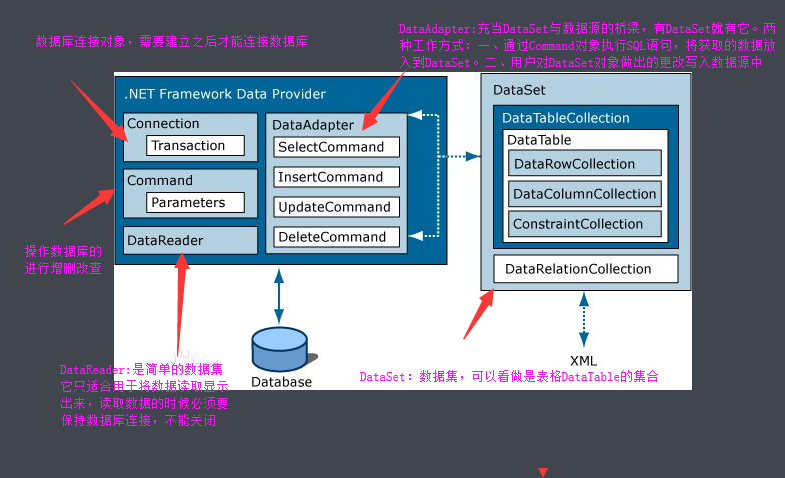 数据库连接对象，需要建立之后才能连接数据库
DataAdapter:充当DataSet与数据源的桥梁，有DataSet就有它。两
种工作方式：一、通过Command对象执行SQL语句，将获取的数据放
入到DataSet。二、用户对DataSet对象做出的更改写入数据源中
.NET Framework Data Provider
Connection
Transaction
Command
Parameters
DataReader
DataAdapter
SelectCommand
InsertCommand
UpdateCommand
DeleteCommand
DataSet
DataTableCollection
DataTable
DataRowCollection
DataColumnCollection
ConstraintCollection
DataRelationCollection
操作数据库的
进行增删改查
Database
XML
DataReader:是简单的数据集
它只适合用于将数据读取显示
出来，读取数据的时候必须要
保持数据库连接，不能关闭
DataSet：数据集，可以看做是表格DataTable的集合